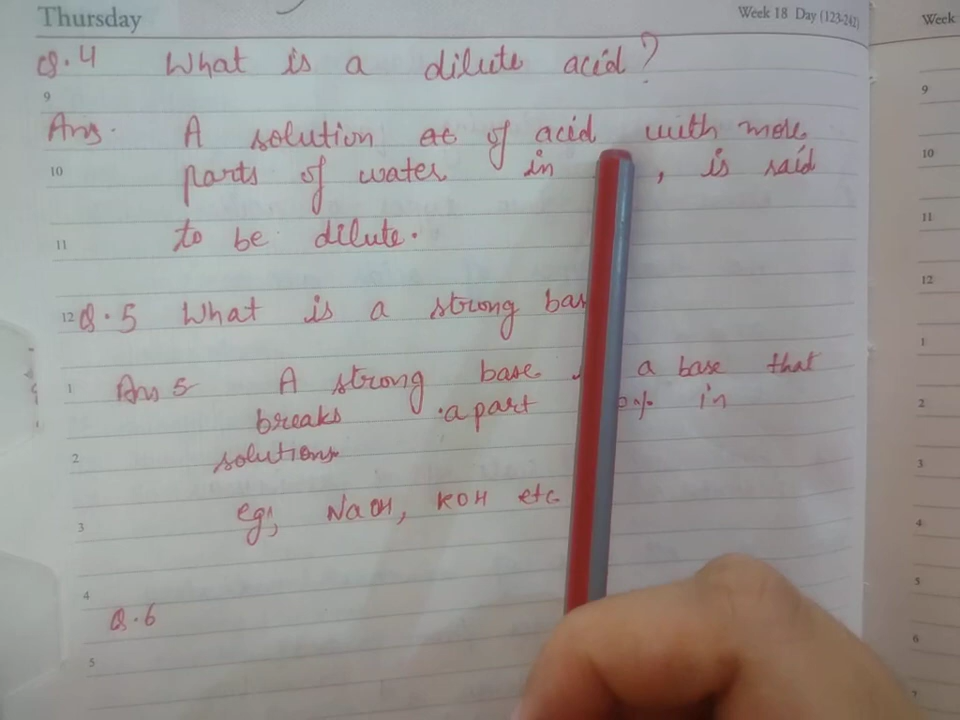 Thursday
Week 18 Day (123-242)
Week
Q.4 What is a dilute acid?
Ans. A solution at of acid with more
parts of water in , is said
to be dilute.
Q.5 What is a strong
Ans 5 A strong base a base that
breaks apart in
solutions
eg; NaOH, KOH etc
Q.6
9
10
11
12
1
2
3
4
5
9
10
11
12
1
2
3
4
5
6
7